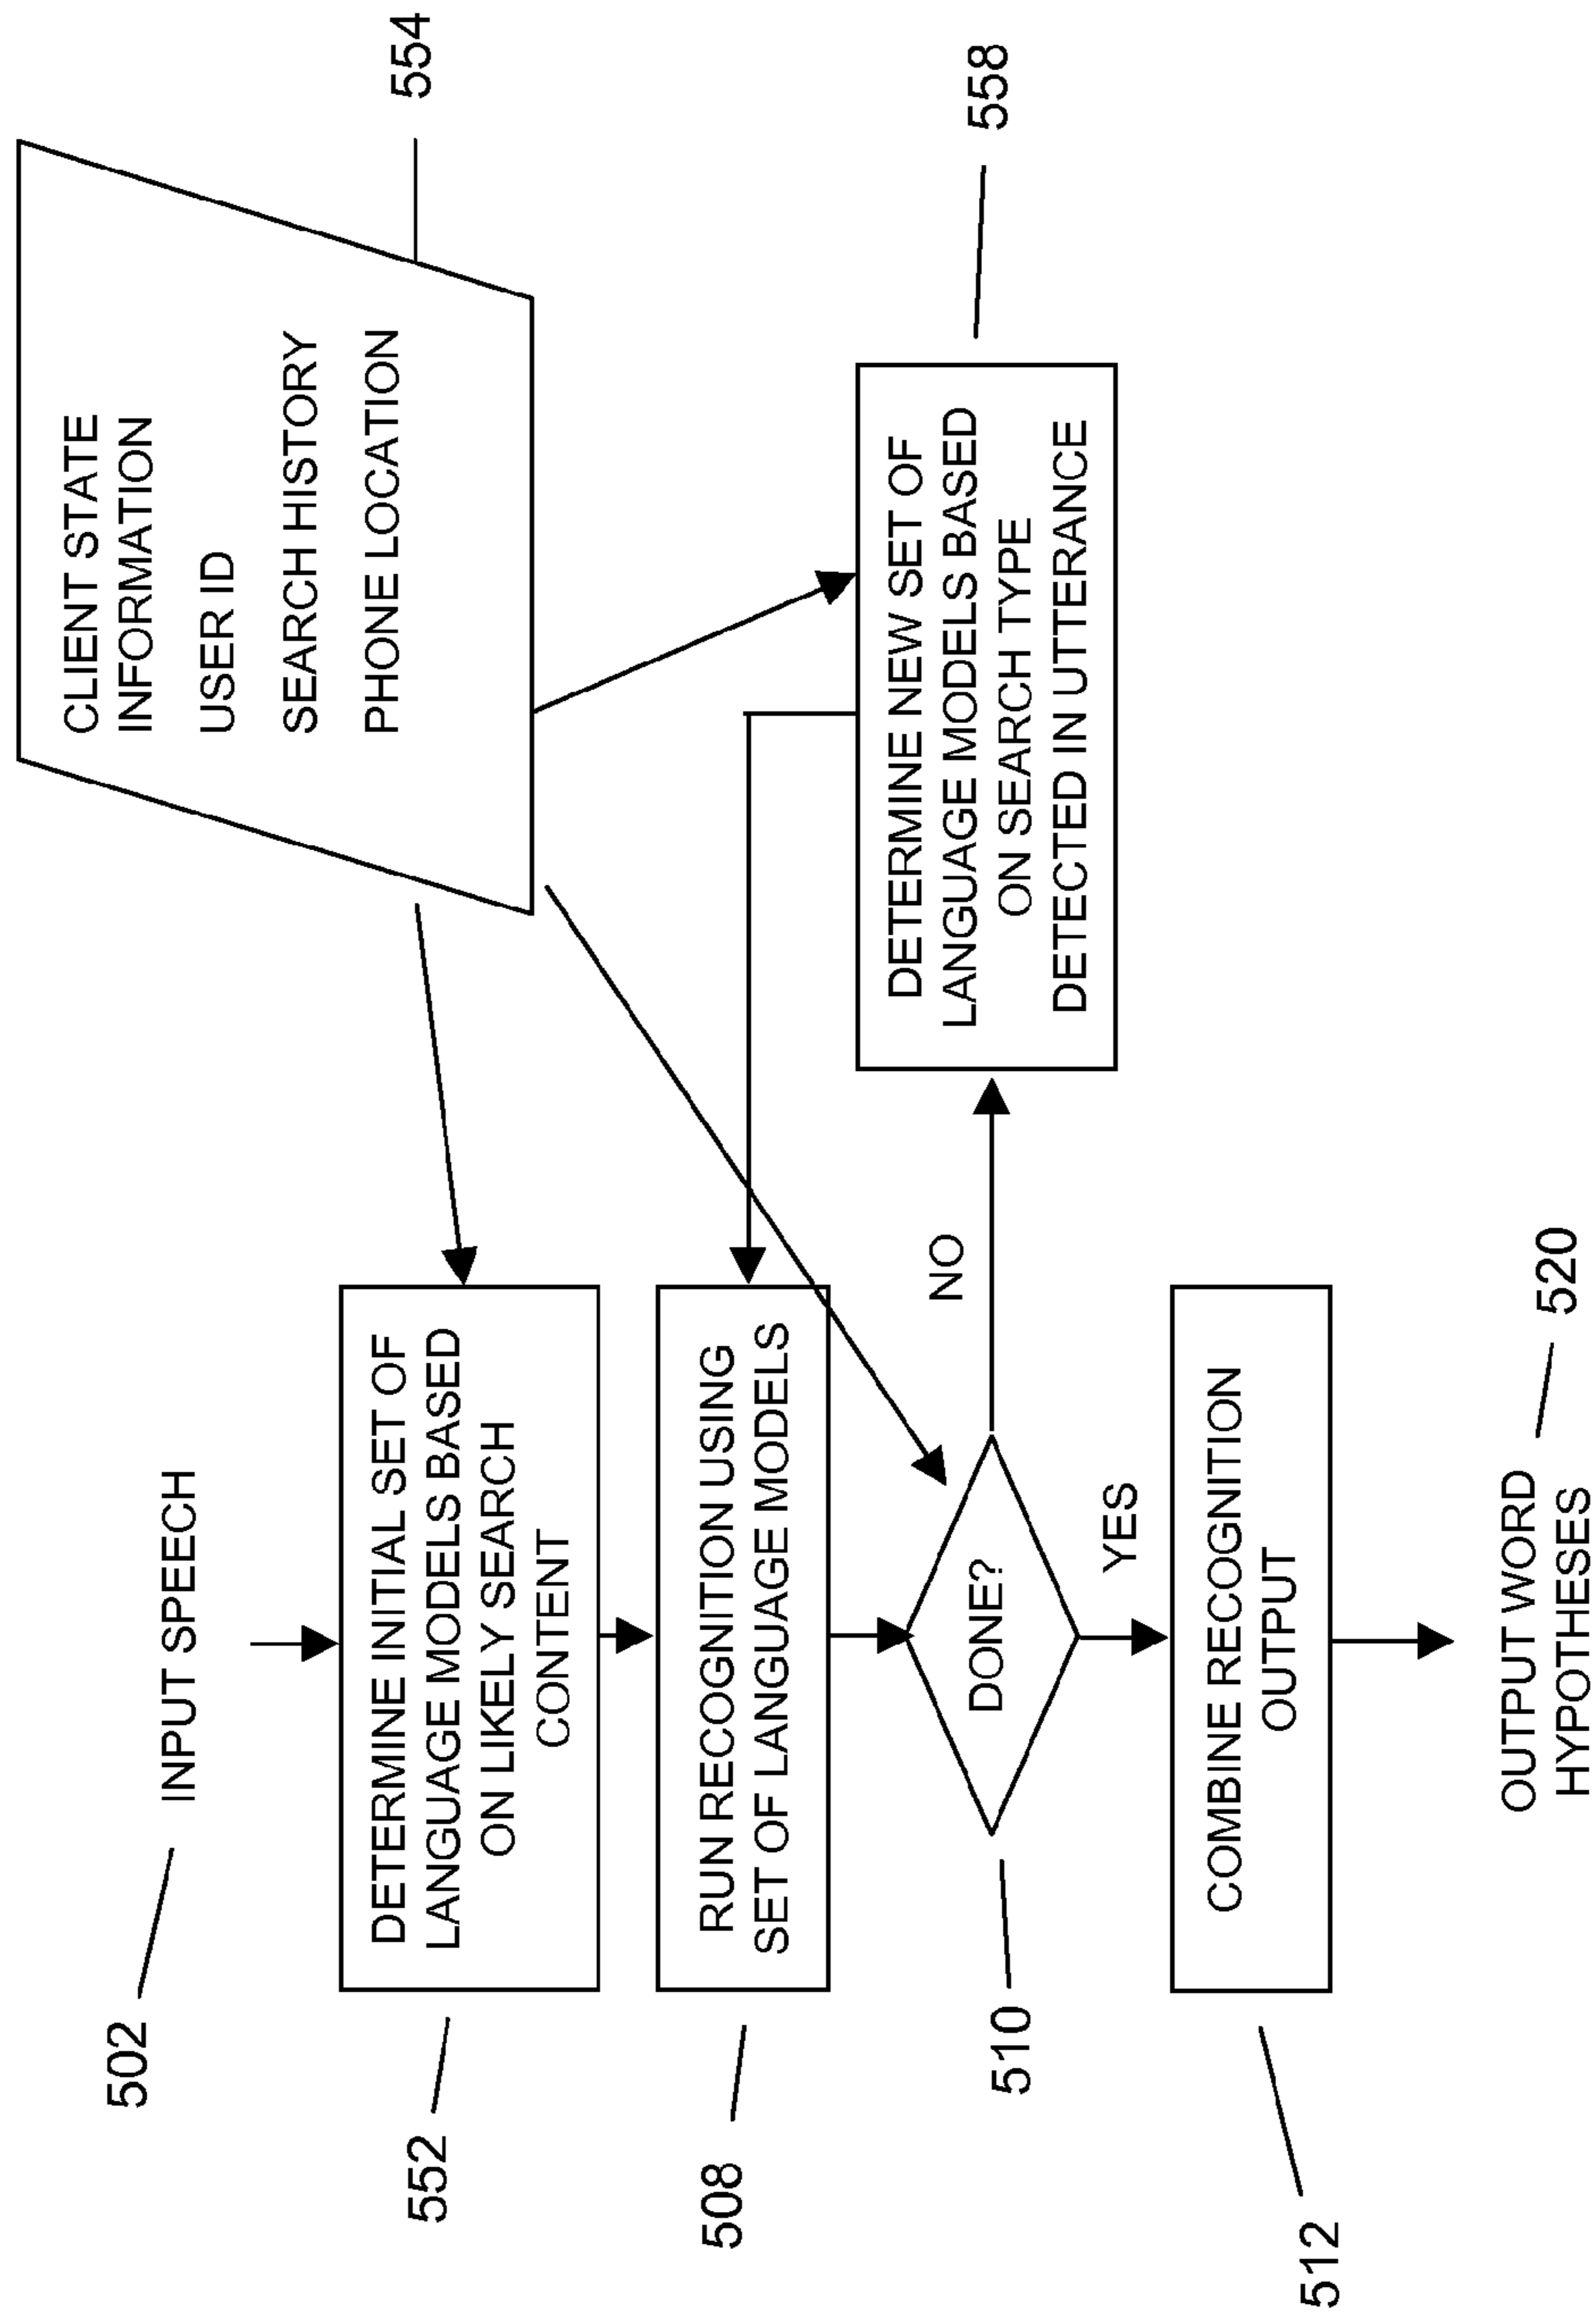 CLIENT STATE
INFORMATION
USER ID
SEARCH HISTORY
PHONE LOCATION
554
502
INPUT SPEECH
552
DETERMINE INITIAL SET OF
LANGUAGE MODELS BASED
ON LIKELY SEARCH
CONTENT
508
RUN RECOGNITION USING
SET OF LANGUAGE MODELS
558
DETERMINE NEW SET OF
LANGUAGE MODELS BASED
ON SEARCH TYPE
DETECTED IN UTTERANCE
NO
510
DONE?
YES
512
COMBINE RECOGNITION
OUTPUT
OUTPUT WORD
HYPOTHESES
520